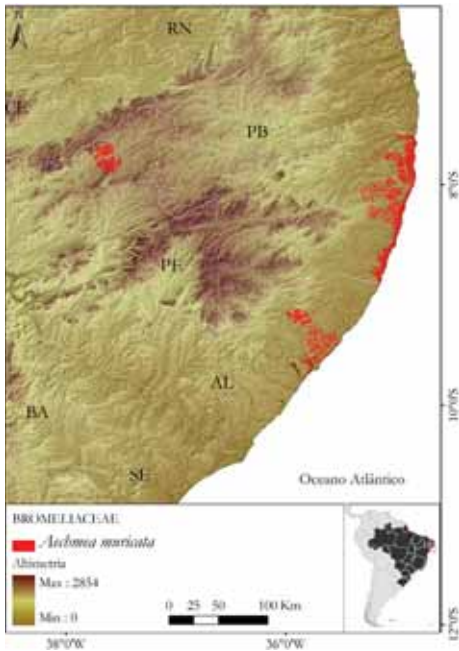 N
RN
CE
PB
8°0'S
PE
AL
10°0'S
BA
SE
Oceano Atlântico
BROMELIACEAE
Aechmea muricata
Altimetria
Max : 2854
Min : 0
0 25 50 100 Km
12°0'S
38°0'W 36°0'W